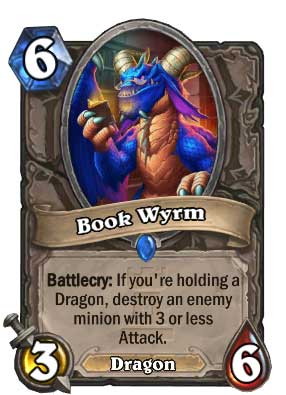 6
Book Wyrm
Battlecry: If you're holding a
Dragon, destroy an enemy
minion with 3 or less
Attack.
3
Dragon
6